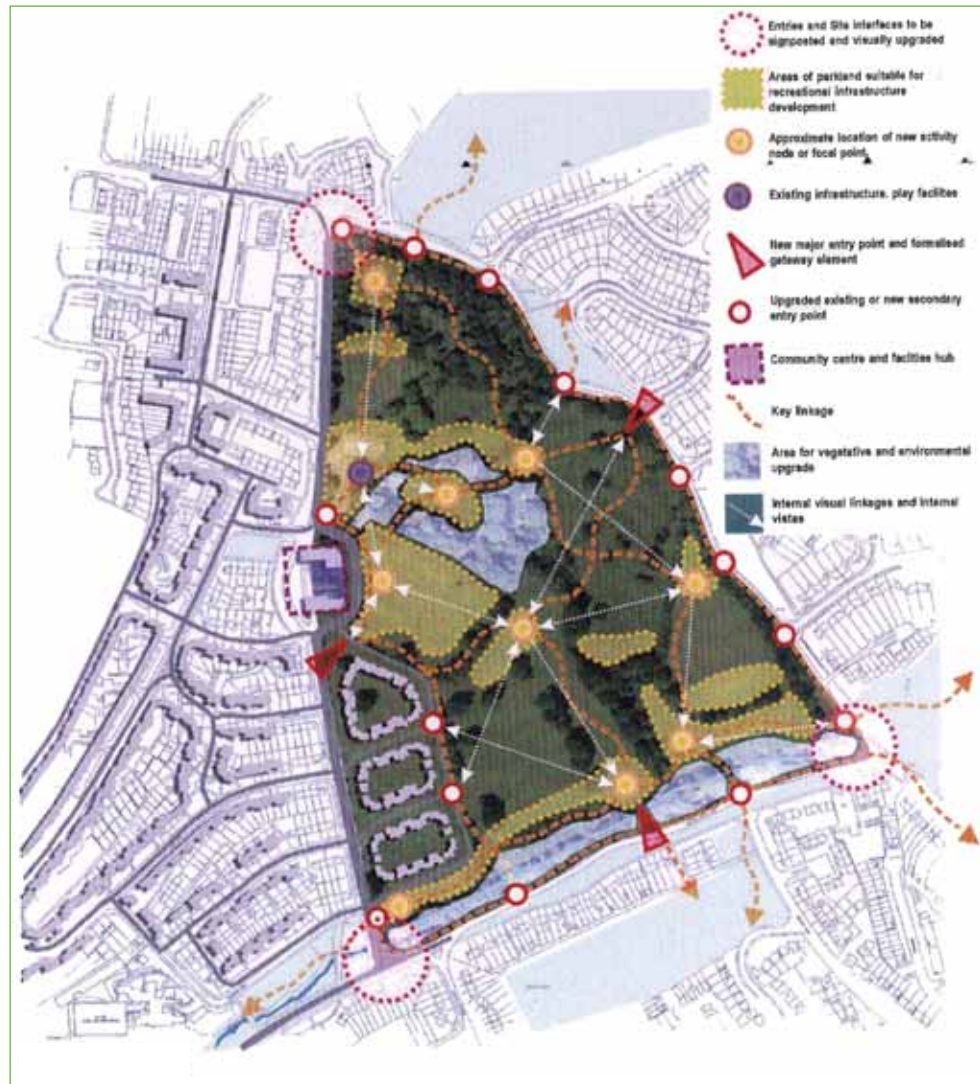 Entries and Site interfaces to be
signposted and visually upgraded
Areas of parkland suitable for
recreational infrastructure
development
Approximate location of new activity
node or focal point.
Existing infrastructure. play facilites
New major entry point and formalised
gateway element
Upgraded existing or new secondary
entry point
Community centre and facilities hub
Key linkage
Area for vegetative and environmental
upgrade
Internal visual linkages and internal
vistas